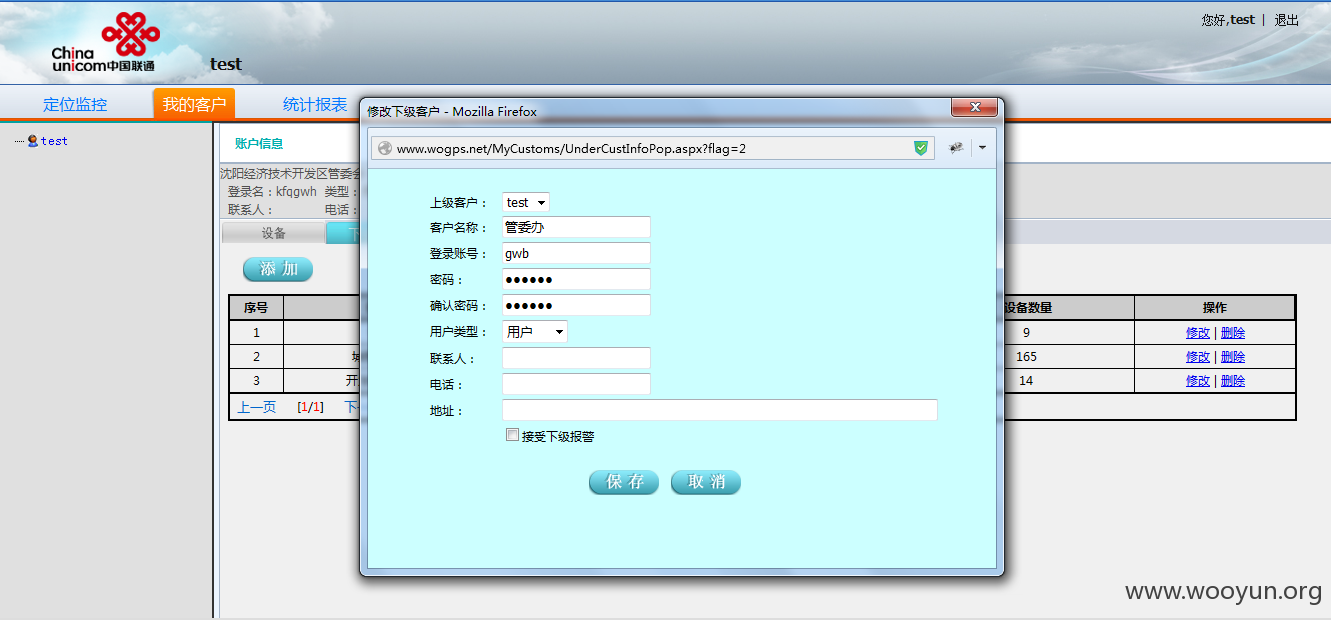 您好,test | 退出
China
unicom中国联通
test
定位监控
我的客户
统计报表
test
账户信息
沈阳经济技术开发区管委会
登录名：kfqgwh 类型：
联系人： 电话：
设备
下
添 加
序号 设备数量 操作
1 9 修改 | 删除
2 165 修改 | 删除
3 开 14 修改 | 删除
上一页 [1/1] 下
修改下级客户 - Mozilla Firefox
www.wogps.net/MyCustoms/UnderCustInfoPop.aspx?flag=2
上级客户： test
客户名称： 管委办
登录账号： gwb
密码： ●●●●●●
确认密码： ●●●●●●
用户类型： 用户
联系人：
电话：
地址：
接受下级报警
保 存 取 消
www.wooyun.org